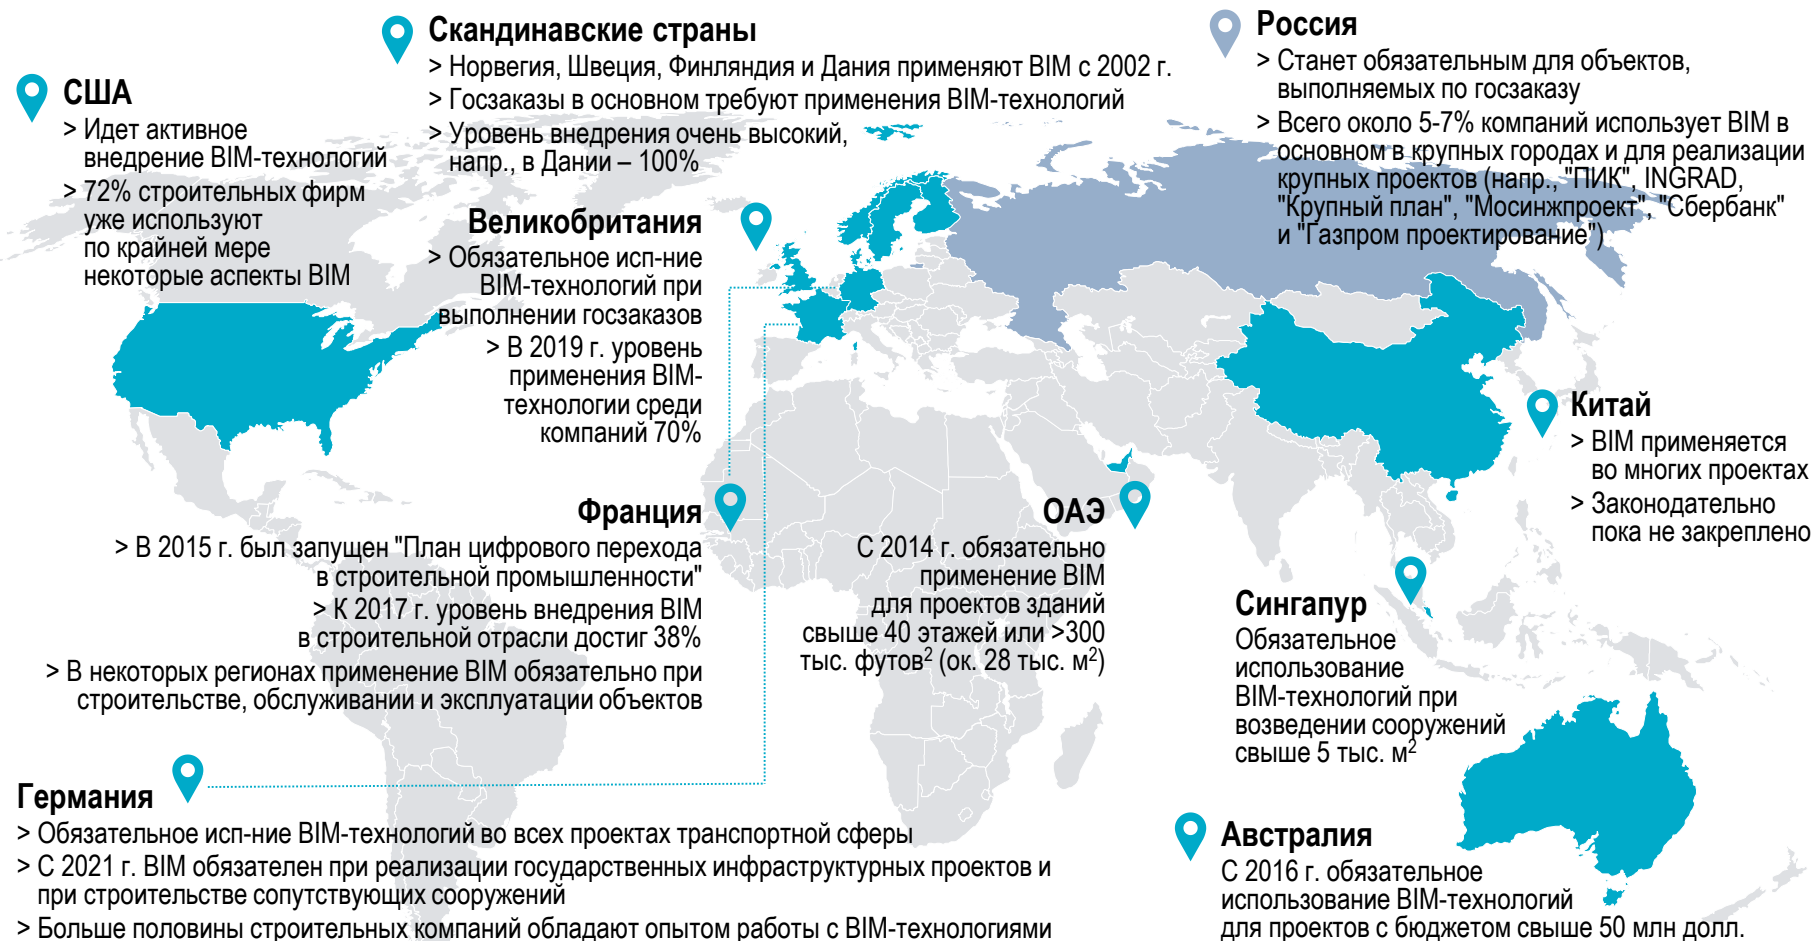 Скандинавские страны
> Норвегия, Швеция, Финляндия и Дания применяют BIM с 2002 г.
> Госзаказы в основном требуют применения BIM-технологий
> Уровень внедрения очень высокий,
напр., в Дании – 100%
Россия
> Станет обязательным для объектов,
выполняемых по госзаказу
> Всего около 5-7% компаний использует BIM в
основном в крупных городах и для реализации
крупных проектов (напр., "ПИК", INGRAD,
"Крупный план", "Мосинжпроект", "Сбербанк"
и "Газпром проектирование")
США
> Идет активное
внедрение BIM-технологий
> 72% строительных фирм
уже используют
по крайней мере
некоторые аспекты BIM
Великобритания
> Обязательное исп-ние
BIM-технологий при
выполнении госзаказов
> В 2019 г. уровень
применения BIM-
технологии среди
компаний 70%
Китай
> BIM применяется
во многих проектах
> Законодательно
пока не закреплено
Франция
> В 2015 г. был запущен "План цифрового перехода
в строительной промышленности"
> К 2017 г. уровень внедрения BIM
в строительной отрасли достиг 38%
> В некоторых регионах применение BIM обязательно при
строительстве, обслуживании и эксплуатации объектов
ОАЭ
С 2014 г. обязательно
применение BIM
для проектов зданий
свыше 40 этажей или >300
тыс. футов² (ок. 28 тыс. м²)
Сингапур
Обязательное
использование
BIM-технологий при
возведении сооружений
свыше 5 тыс. м²
Германия
> Обязательное исп-ние BIM-технологий во всех проектах транспортной сферы
> С 2021 г. BIM обязателен при реализации государственных инфраструктурных проектов и
при строительстве сопутствующих сооружений
> Больше половины строительных компаний обладают опытом работы с BIM-технологиями
Австралия
С 2016 г. обязательное
использование BIM-технологий
для проектов с бюджетом свыше 50 млн долл.